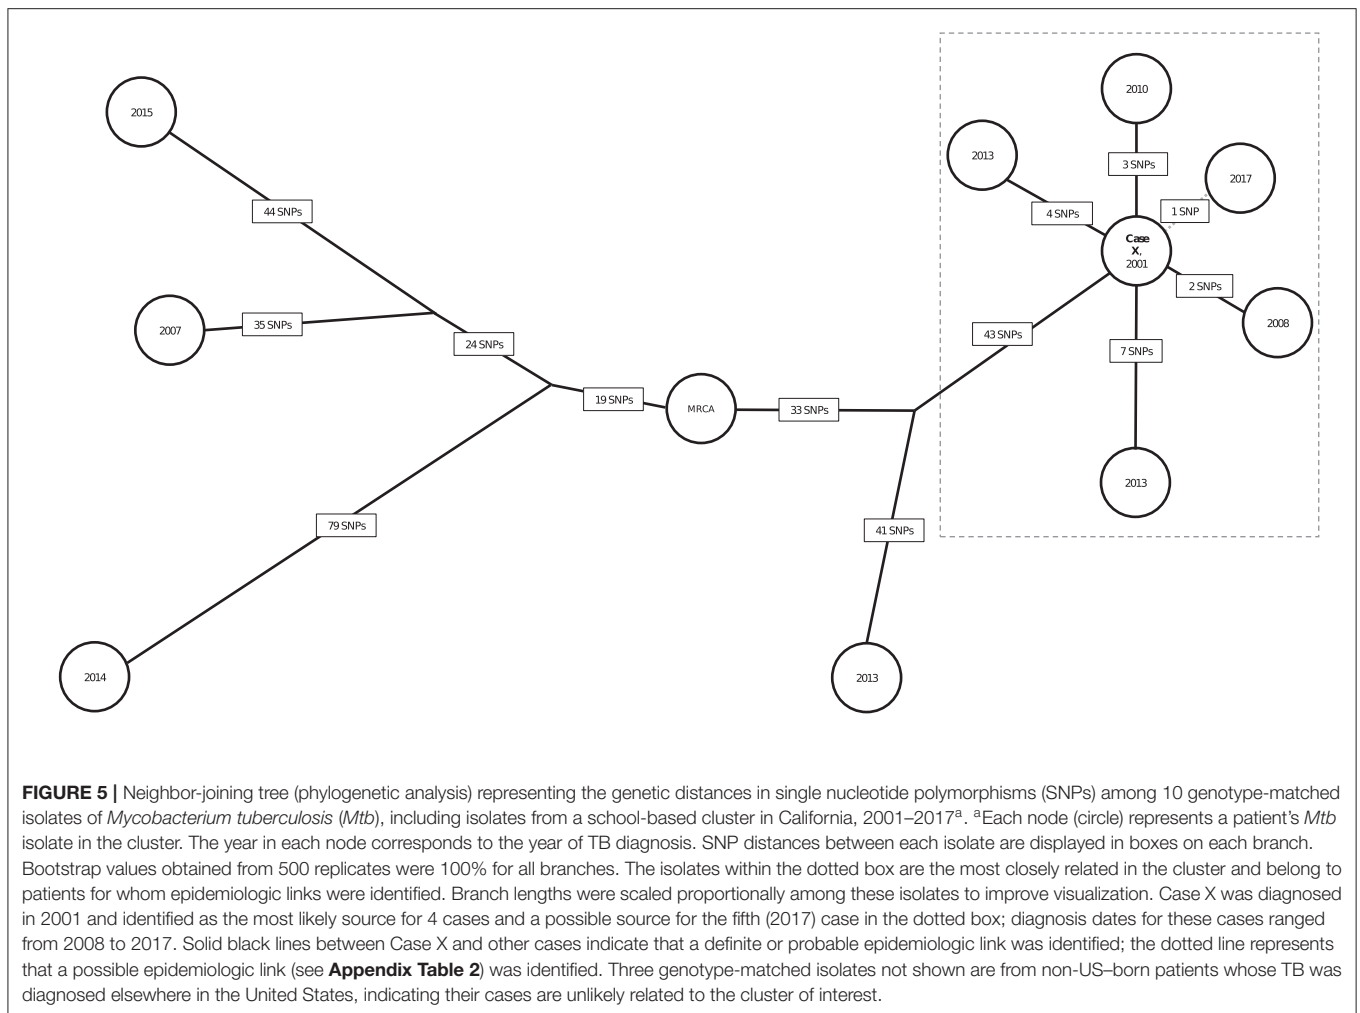 2010
2015
2013
3 SNPs
2017
44 SNPs
4 SNPs
1 SNP
Case
X,
2001
2 SNPs
2007
35 SNPs
2008
43 SNPs
24 SNPs
7 SNPs
19 SNPs
MRCA
33 SNPs
2013
79 SNPs
41 SNPs
2014
2013
FIGURE 5 | Neighbor-joining tree (phylogenetic analysis) representing the genetic distances in single nucleotide polymorphisms (SNPs) among 10 genotype-matched
isolates of Mycobacterium tuberculosis (Mtb), including isolates from a school-based cluster in California, 2001–2017ª. ªEach node (circle) represents a patient's Mtb
isolate in the cluster. The year in each node corresponds to the year of TB diagnosis. SNP distances between each isolate are displayed in boxes on each branch.
Bootstrap values obtained from 500 replicates were 100% for all branches. The isolates within the dotted box are the most closely related in the cluster and belong to
patients for whom epidemiologic links were identified. Branch lengths were scaled proportionally among these isolates to improve visualization. Case X was diagnosed
in 2001 and identified as the most likely source for 4 cases and a possible source for the fifth (2017) case in the dotted box; diagnosis dates for these cases ranged
from 2008 to 2017. Solid black lines between Case X and other cases indicate that a definite or probable epidemiologic link was identified; the dotted line represents
that a possible epidemiologic link (see Appendix Table 2) was identified. Three genotype-matched isolates not shown are from non-US–born patients whose TB was
diagnosed elsewhere in the United States, indicating their cases are unlikely related to the cluster of interest.